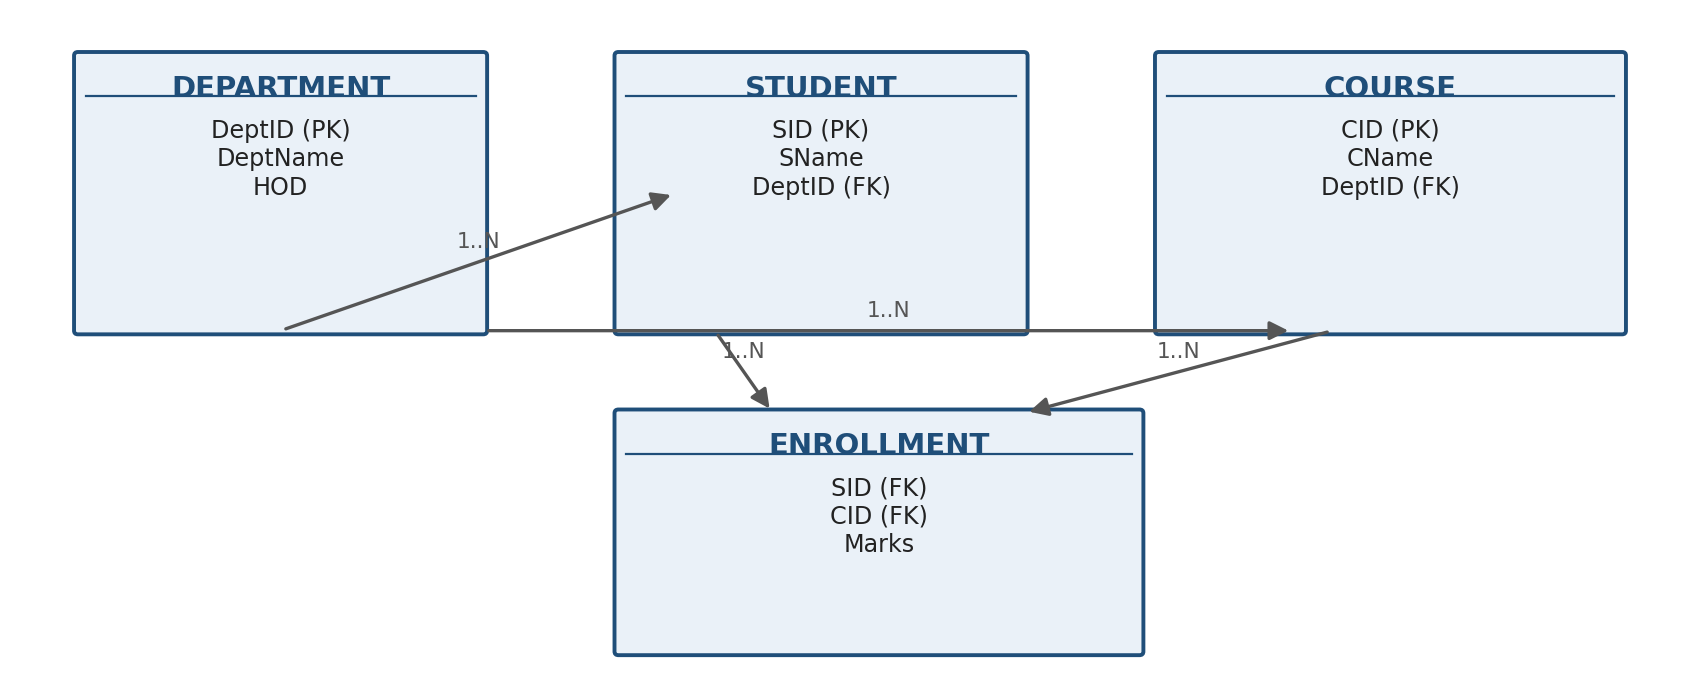 DEPARTMENT
DeptID (PK)
DeptName
HOD
STUDENT
SID (PK)
SName
DeptID (FK)
COURSE
CID (PK)
CName
DeptID (FK)
1..N
1..N
1..N
1..N
ENROLLMENT
SID (FK)
CID (FK)
Marks